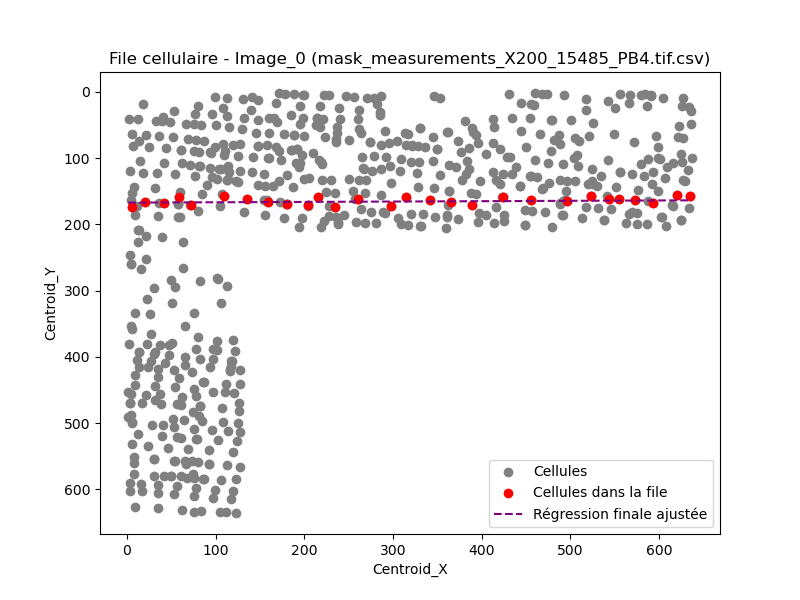 File cellulaire - Image_0 (mask_measurements_X200_15485_PB4.tif.csv)
0
100
200
300
400
500
600
Centroid_Y
Cellules
Cellules dans la file
Régression finale ajustée
0 100 200 300 400 500 600
Centroid_X